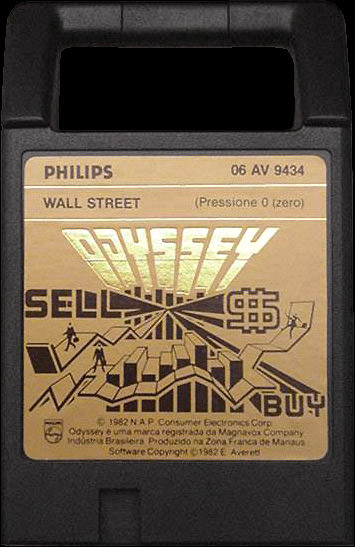 PHILIPS 06 AV 9434
WALL STREET (Pressione 0 (zero)
ODYSSEY
SELL $
BUY
PHILIPS
© 1982 N.A.P. Consumer Electronics Corp
Odyssey é uma marca registrada da Magnavox Company
Indústria Brasileira Produzido na Zona Franca de Manaus
Software Copyright © 1982 E. Averett